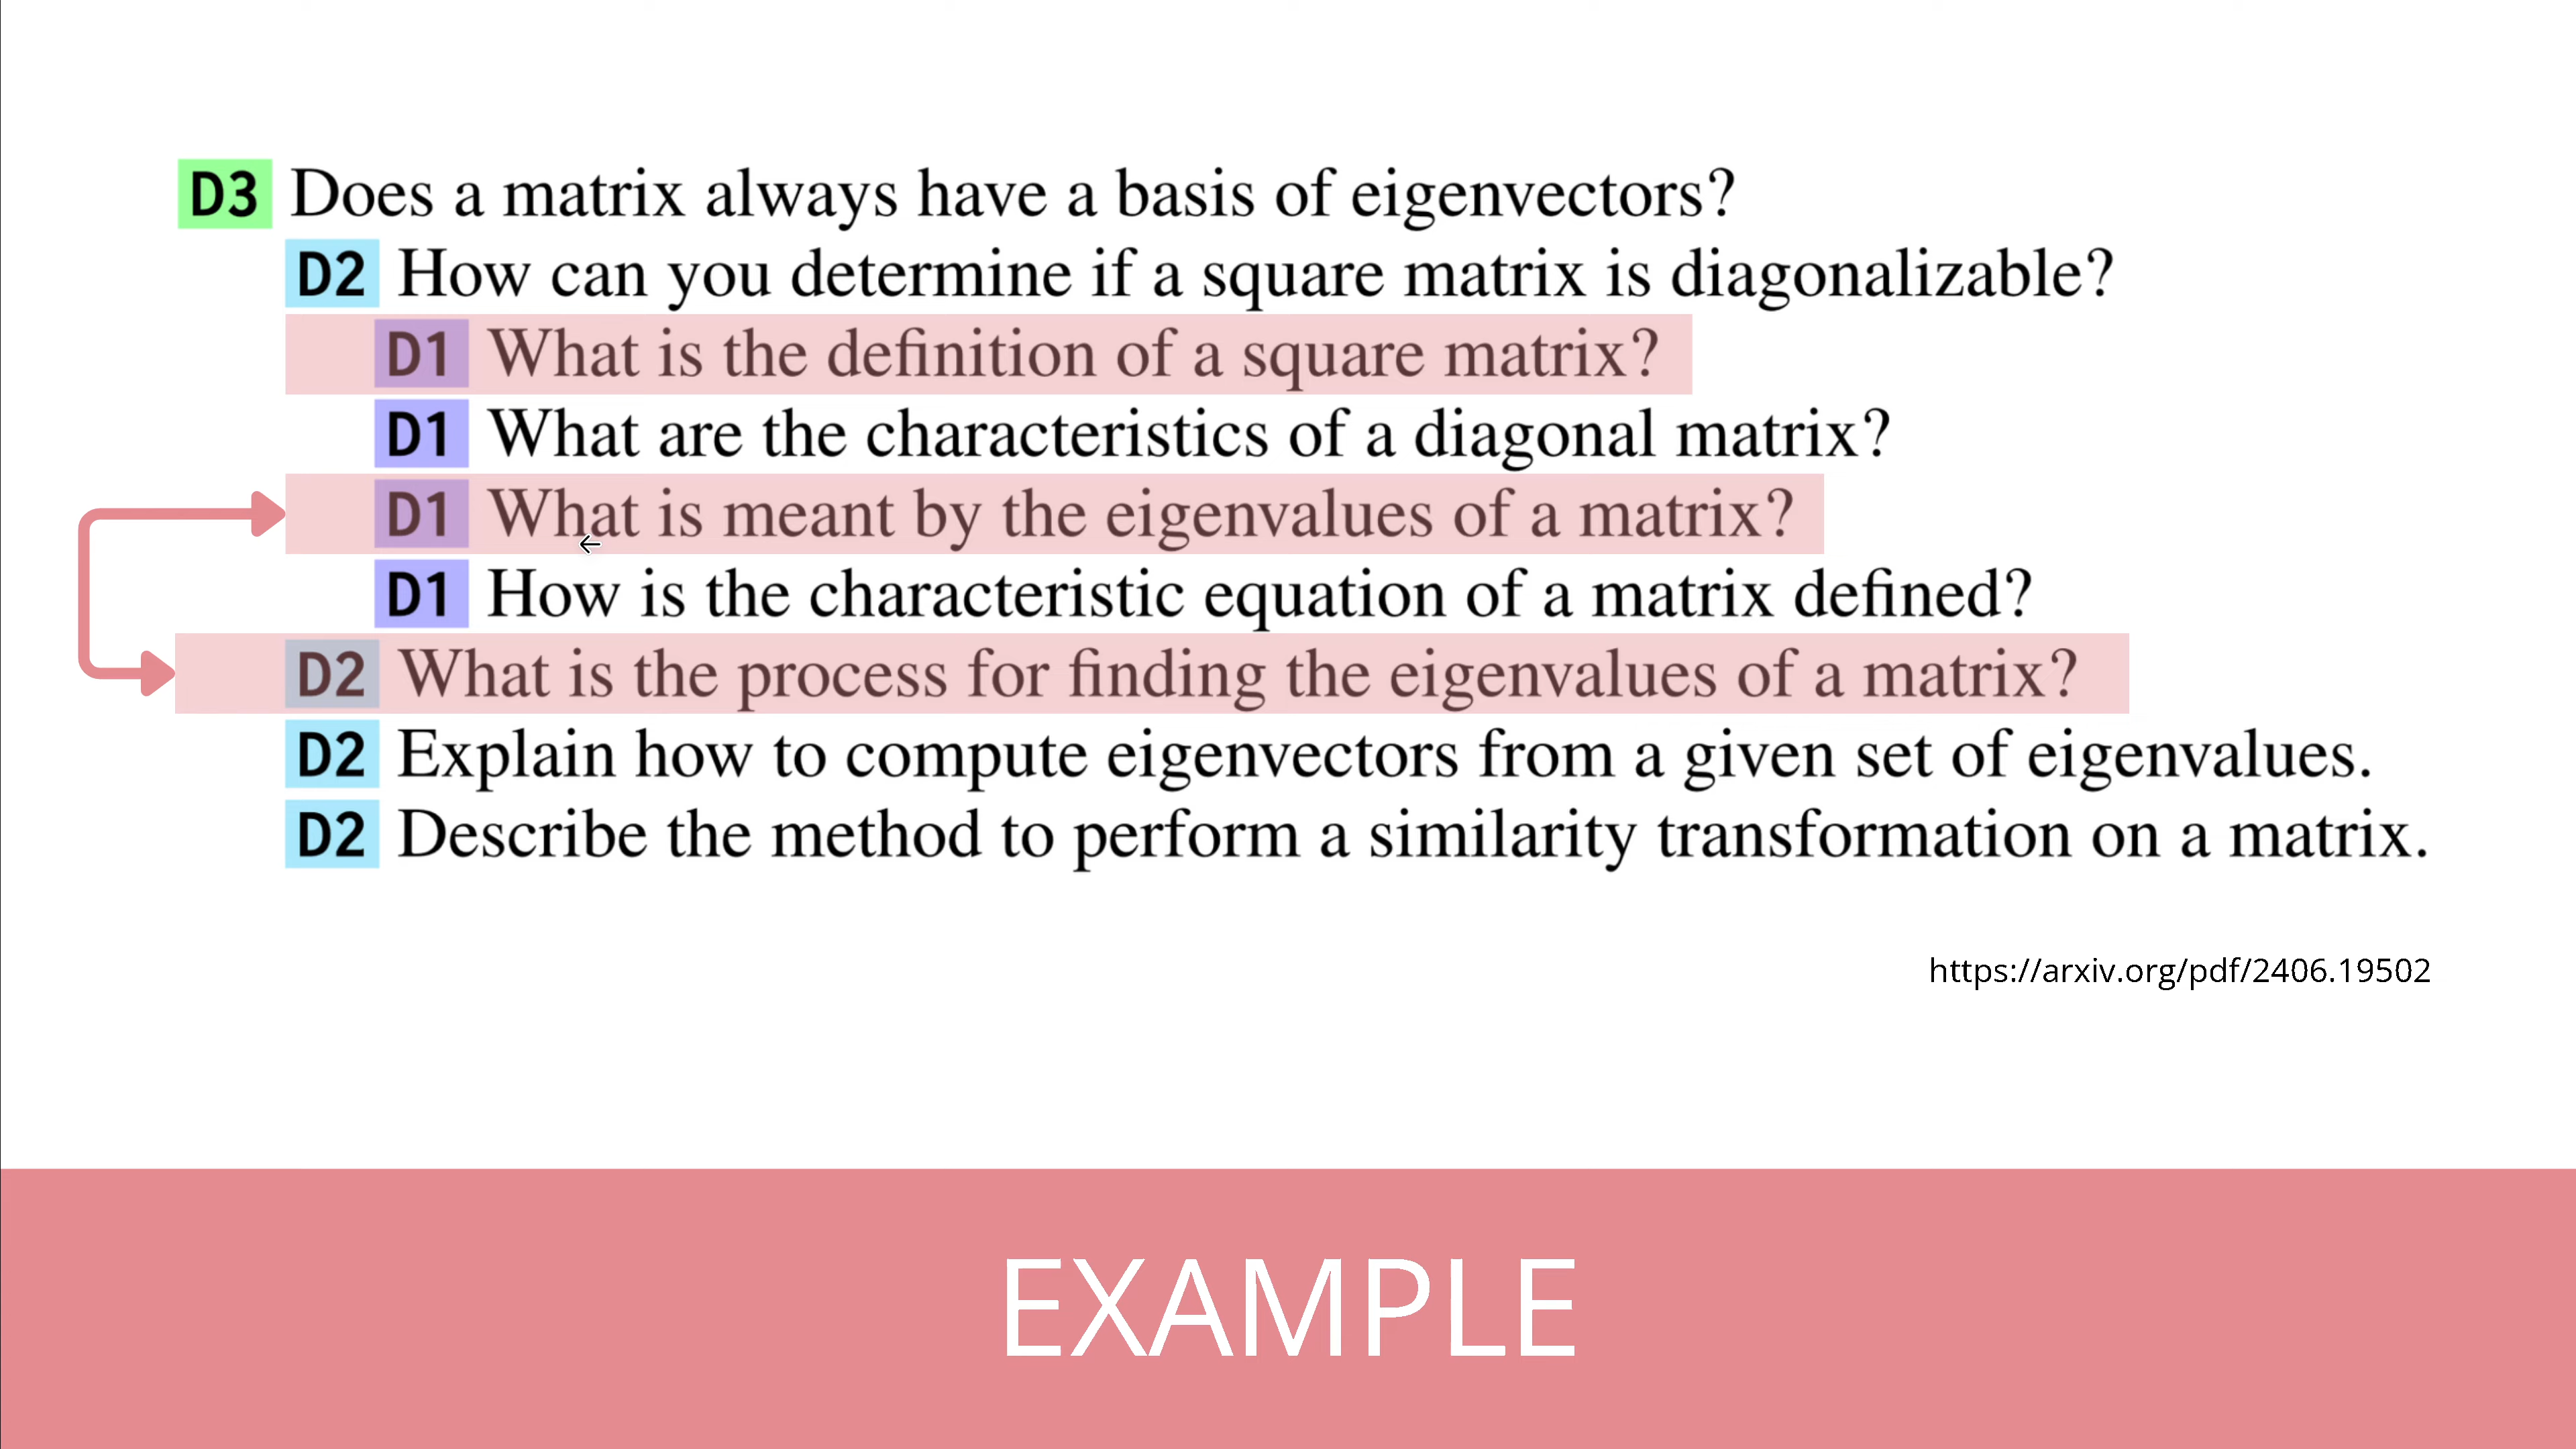 D3 Does a matrix always have a basis of eigenvectors?
D2 How can you determine if a square matrix is diagonalizable?
D1 What is the definition of a square matrix?
D1 What are the characteristics of a diagonal matrix?
D1 What is meant by the eigenvalues of a matrix?
D1 How is the characteristic equation of a matrix defined?
D2 What is the process for finding the eigenvalues of a matrix?
D2 Explain how to compute eigenvectors from a given set of eigenvalues.
D2 Describe the method to perform a similarity transformation on a matrix.
https://arxiv.org/pdf/2406.19502
EXAMPLE